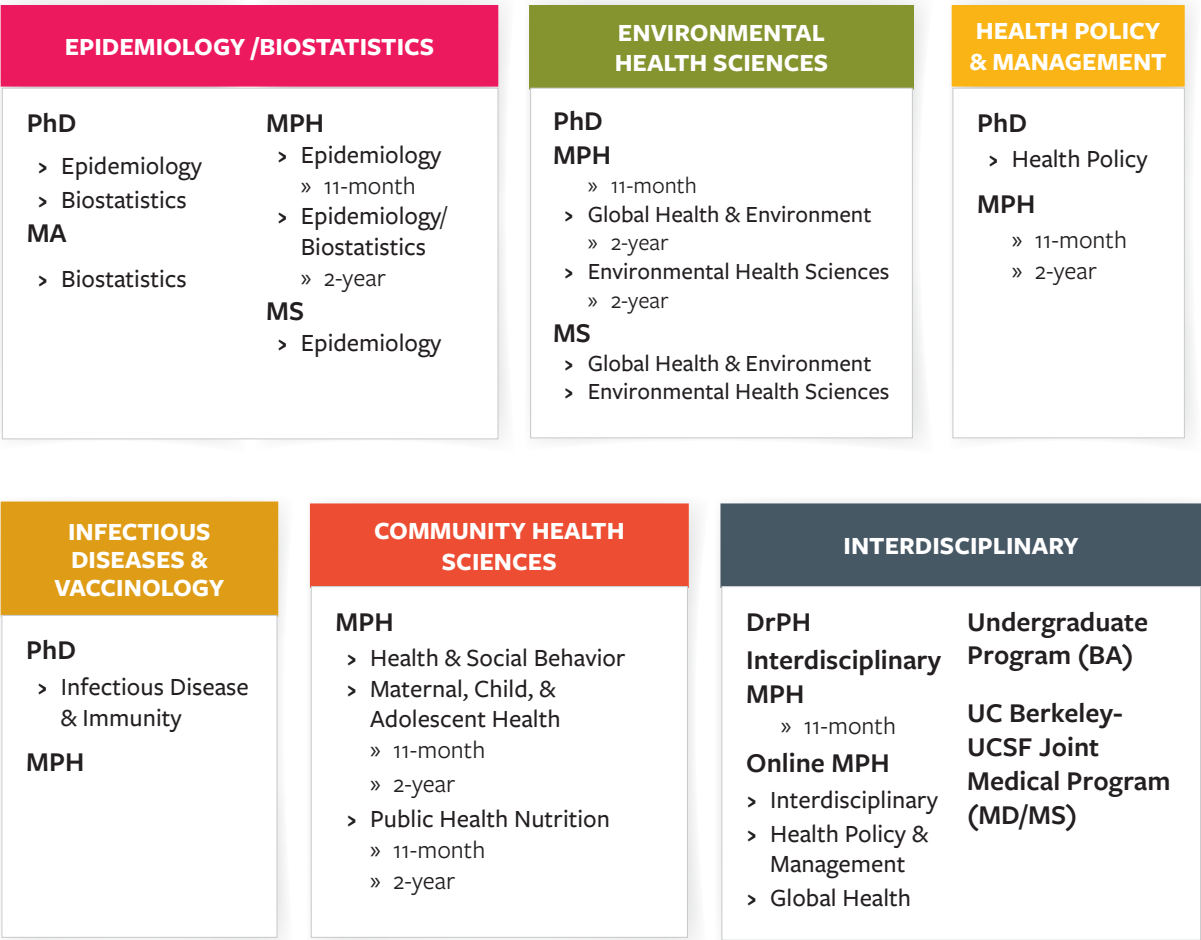 EPIDEMIOLOGY /BIOSTATISTICS
PhD
> Epidemiology
> Biostatistics
MA
> Biostatistics
MPH
> Epidemiology
» 11-month
> Epidemiology/
Biostatistics
» 2-year
MS
> Epidemiology
ENVIRONMENTAL
HEALTH SCIENCES
PhD
MPH
» 11-month
> Global Health & Environment
» 2-year
> Environmental Health Sciences
» 2-year
MS
> Global Health & Environment
> Environmental Health Sciences
HEALTH POLICY
& MANAGEMENT
PhD
> Health Policy
MPH
» 11-month
» 2-year
INFECTIOUS
DISEASES &
VACCINOLOGY
PhD
> Infectious Disease
& Immunity
MPH
COMMUNITY HEALTH
SCIENCES
MPH
> Health & Social Behavior
> Maternal, Child, &
Adolescent Health
» 11-month
» 2-year
> Public Health Nutrition
» 11-month
» 2-year
INTERDISCIPLINARY
DrPH
Interdisciplinary
MPH
» 11-month
Online MPH
> Interdisciplinary
> Health Policy &
Management
> Global Health
Undergraduate
Program (BA)
UC Berkeley-
UCSF Joint
Medical Program
(MD/MS)